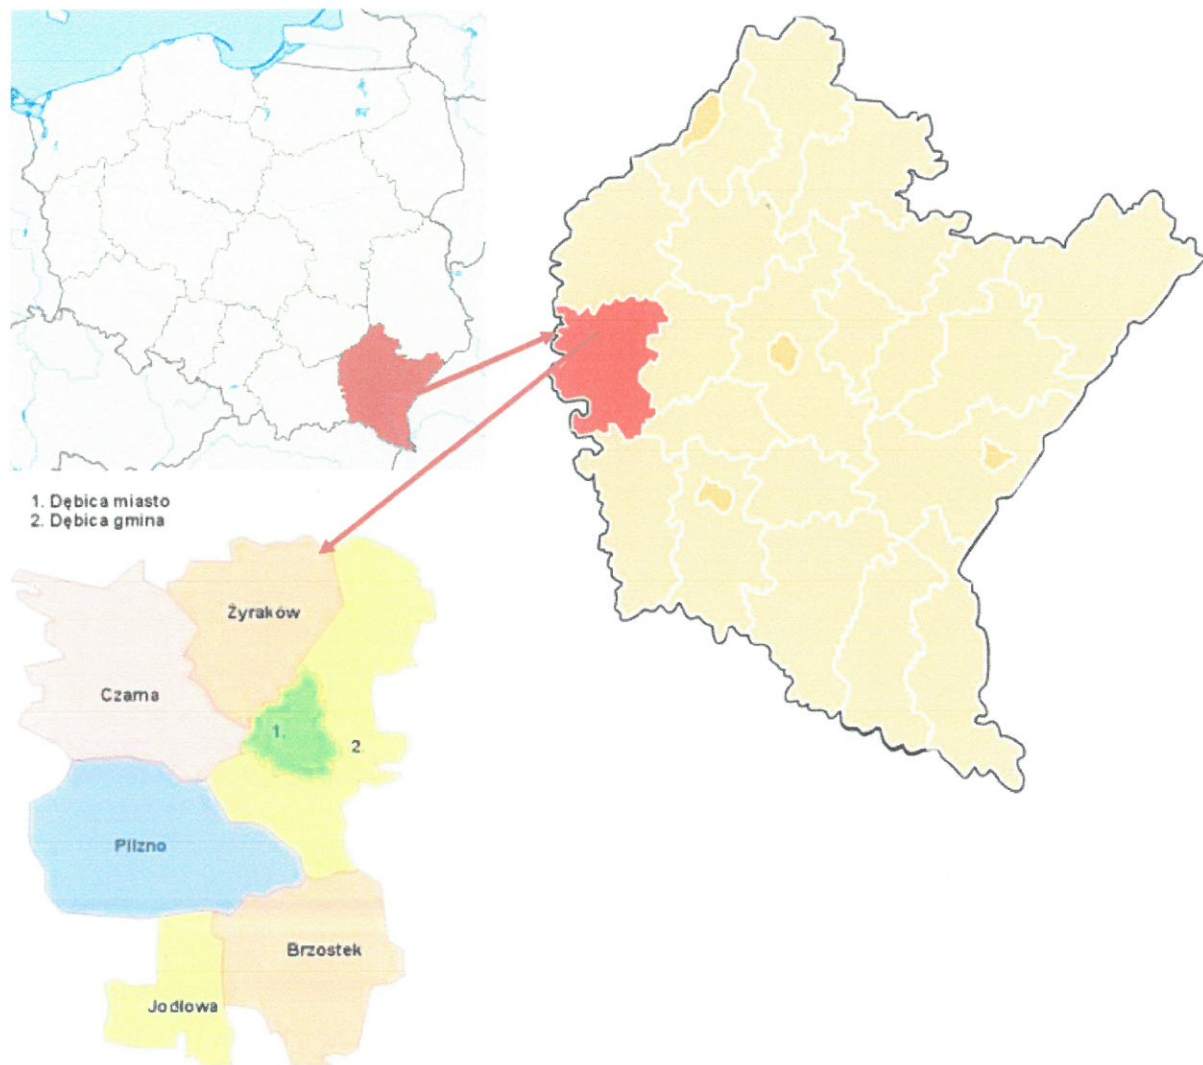 1. Dębica miasto
2. Dębica gmina
Żyraków
Czarna
1.
2.
Pilzno
Brzostek
Jodłowa